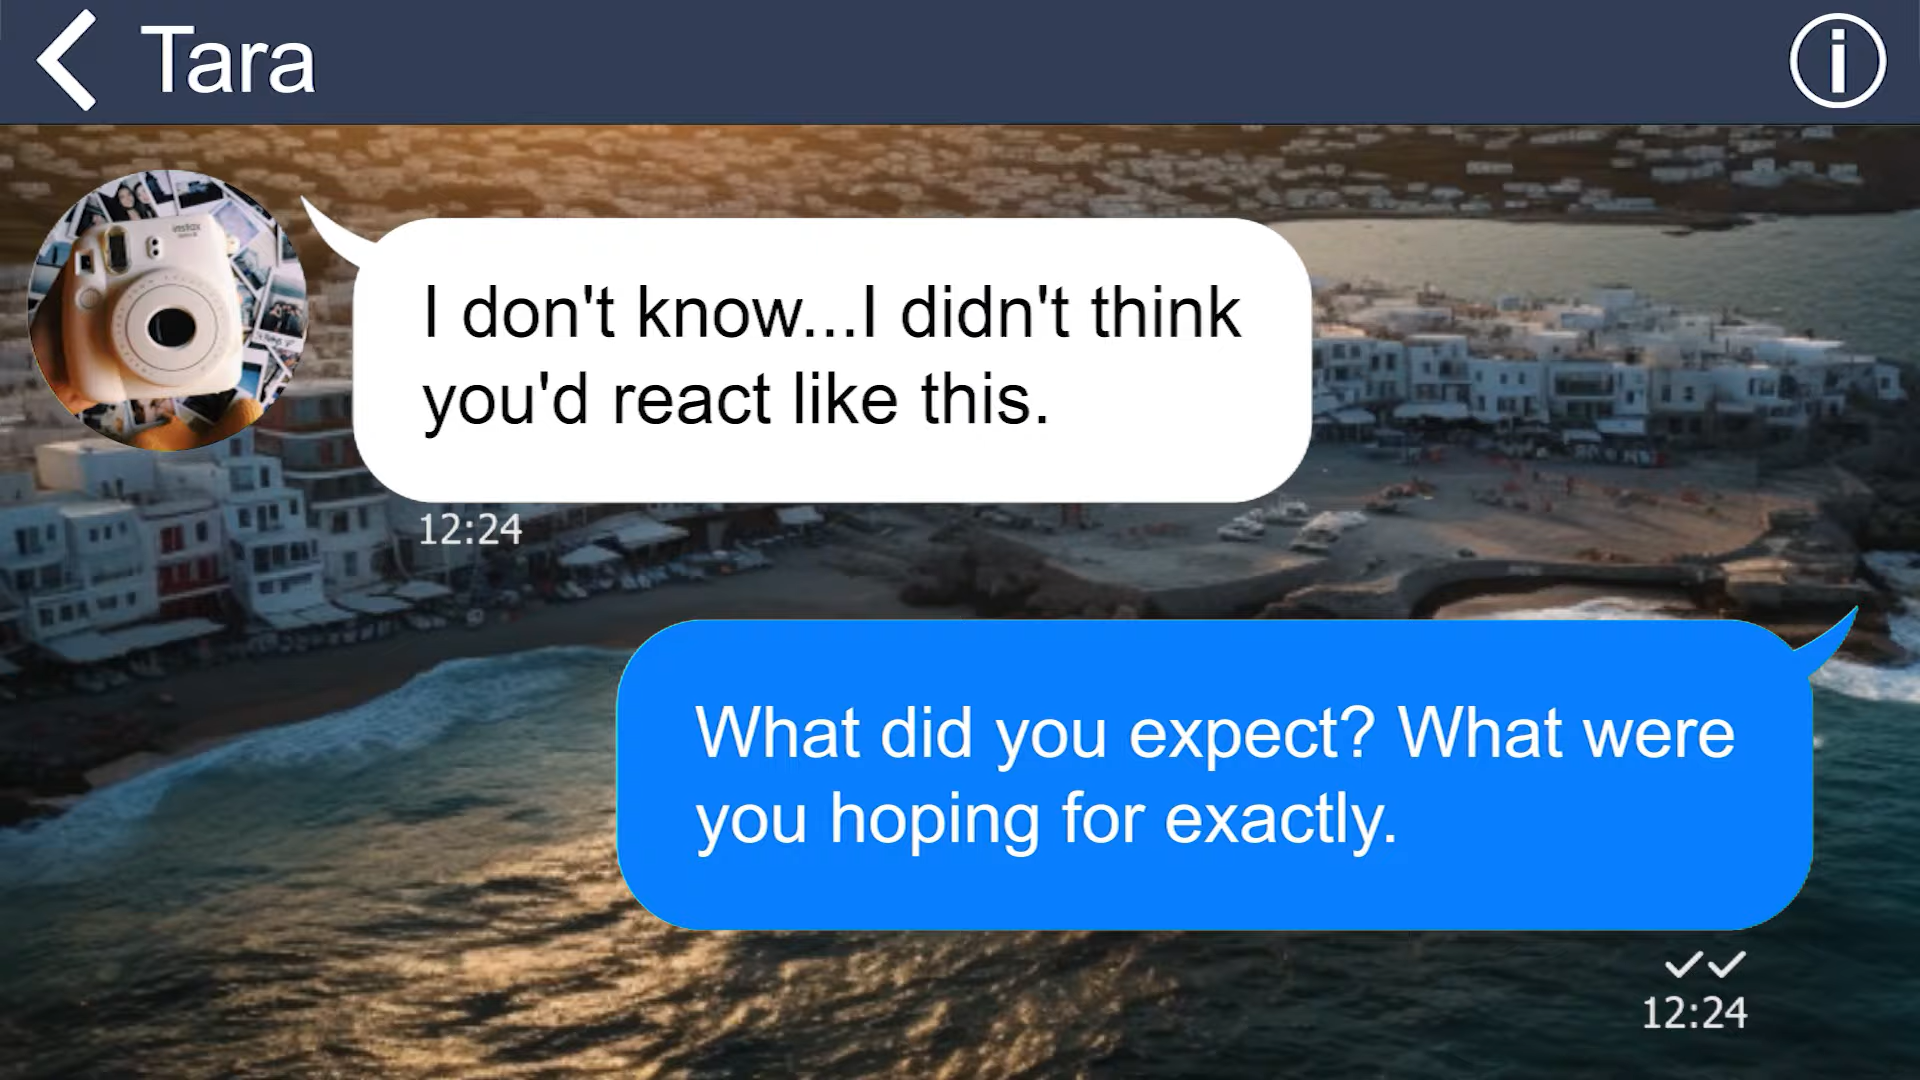 Tara
instax
I don't know...I didn't think
you'd react like this.
12:24
What did you expect? What were
you hoping for exactly.
12:24